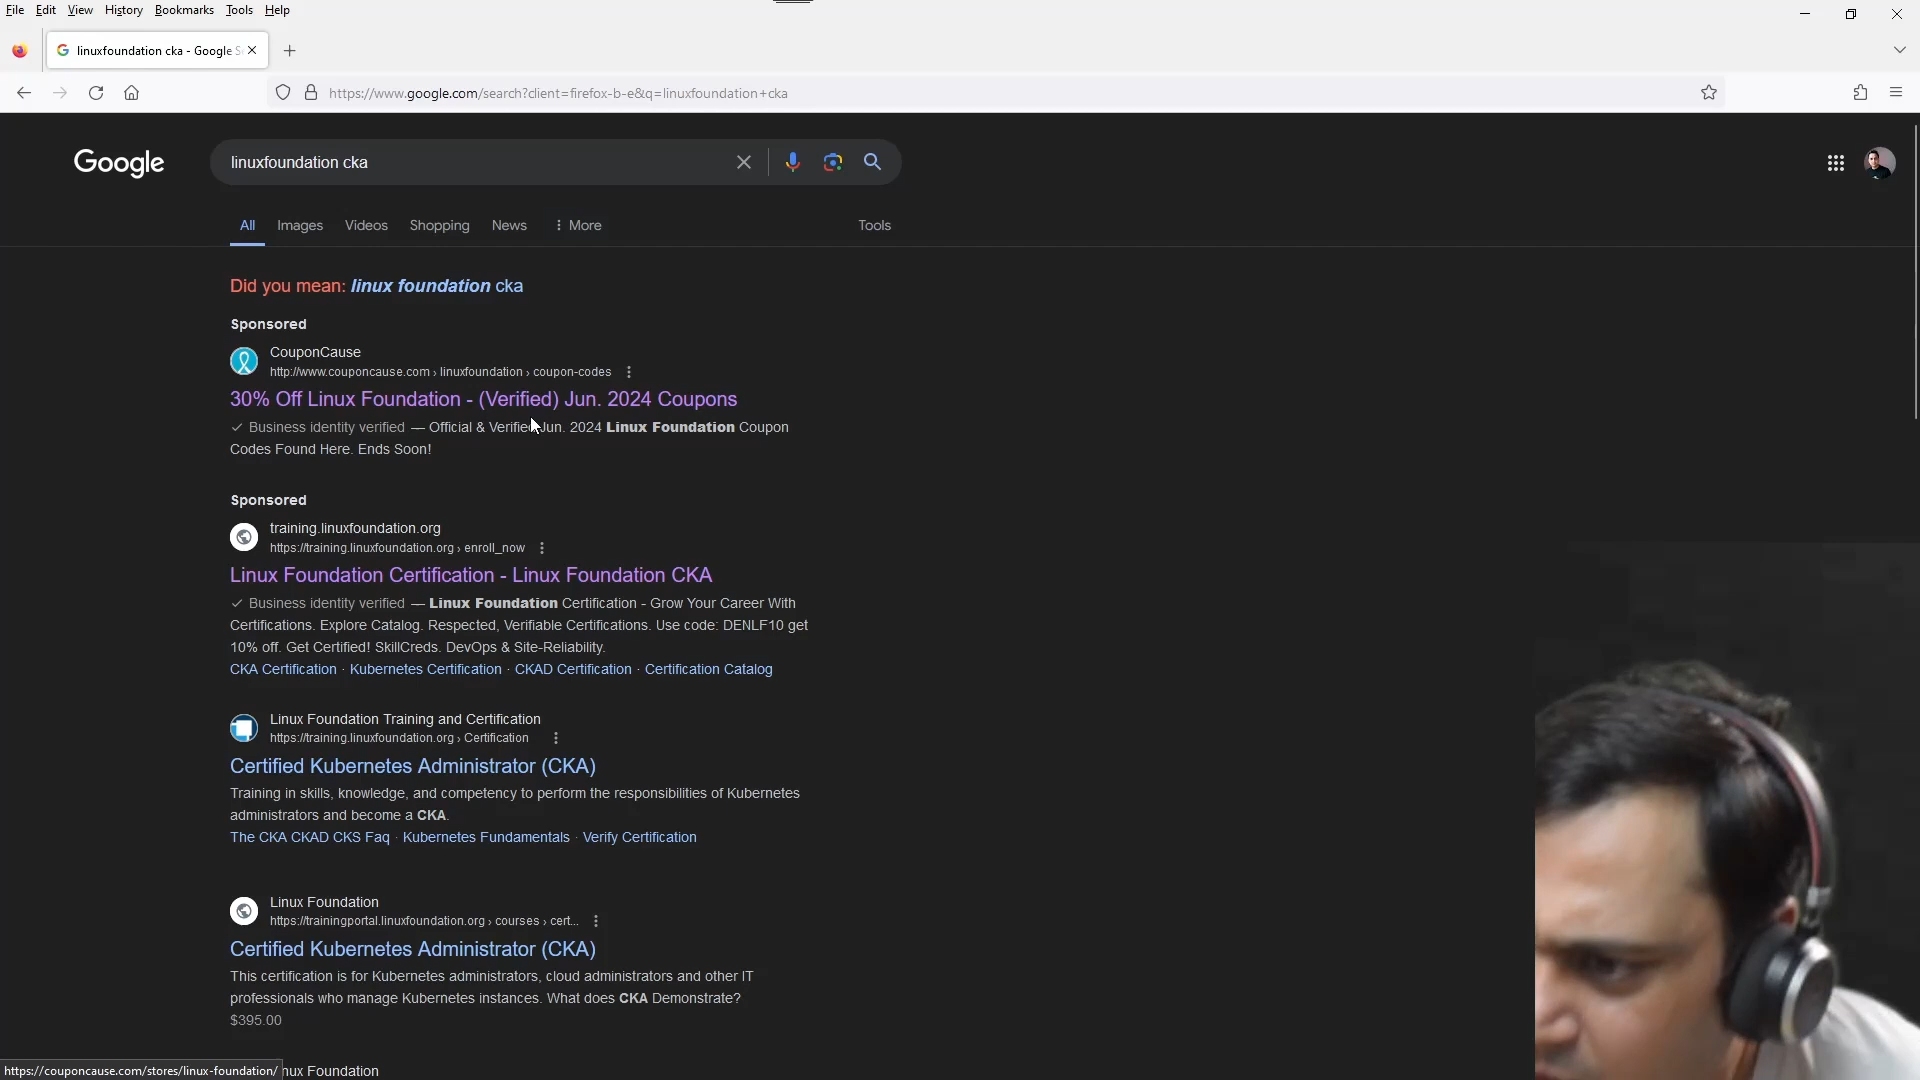 File Edit View History Bookmarks Tools Help
linuxfoundation cka - Google S
https://www.google.com/search?client=firefox-b-e&q=linuxfoundation+cka
Google
linuxfoundation cka
All Images Videos Shopping News More Tools
Did you mean: linux foundation cka
Sponsored
CouponCause
http://www.couponcause.com › linuxfoundation › coupon-codes
30% Off Linux Foundation - (Verified) Jun. 2024 Coupons
Business identity verified — Official & Verified Jun. 2024 Linux Foundation Coupon
Codes Found Here. Ends Soon!
Sponsored
training.linuxfoundation.org
https://training.linuxfoundation.org › enroll_now
Linux Foundation Certification - Linux Foundation CKA
Business identity verified — Linux Foundation Certification - Grow Your Career With
Certifications. Explore Catalog. Respected, Verifiable Certifications. Use code: DENLF10 get
10% off. Get Certified! SkillCreds. DevOps & Site-Reliability.
CKA Certification · Kubernetes Certification · CKAD Certification · Certification Catalog
Linux Foundation Training and Certification
https://training.linuxfoundation.org › Certification
Certified Kubernetes Administrator (CKA)
Training in skills, knowledge, and competency to perform the responsibilities of Kubernetes
administrators and become a CKA.
The CKA CKAD CKS Faq · Kubernetes Fundamentals · Verify Certification
Linux Foundation
https://trainingportal.linuxfoundation.org › courses › cert...
Certified Kubernetes Administrator (CKA)
This certification is for Kubernetes administrators, cloud administrators and other IT
professionals who manage Kubernetes instances. What does CKA Demonstrate?
$395.00
https://couponcause.com/stores/linux-foundation/ nux Foundation